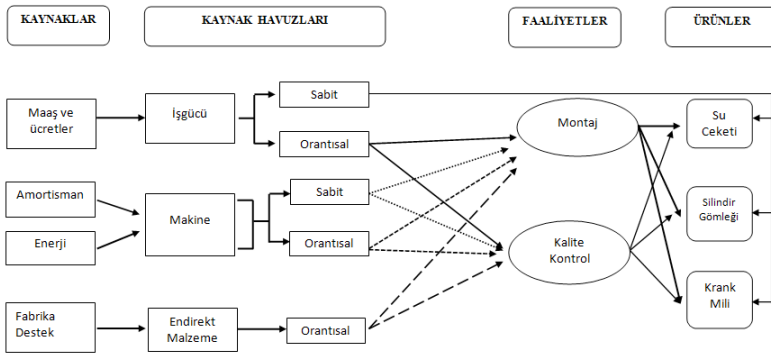 KAYNAKLAR
KAYNAK HAVUZLARI
FAALİYETLER
ÜRÜNLER
Maaş ve
ücretler
İşgücü
Sabit
Orantısal
Montaj
Su
Ceketi
Amortisman
Enerji
Makine
Sabit
Orantısal
Kalite
Kontrol
Silindir
Gömleği
Krank
Mili
Fabrika
Destek
Endirekt
Malzeme
Orantısal